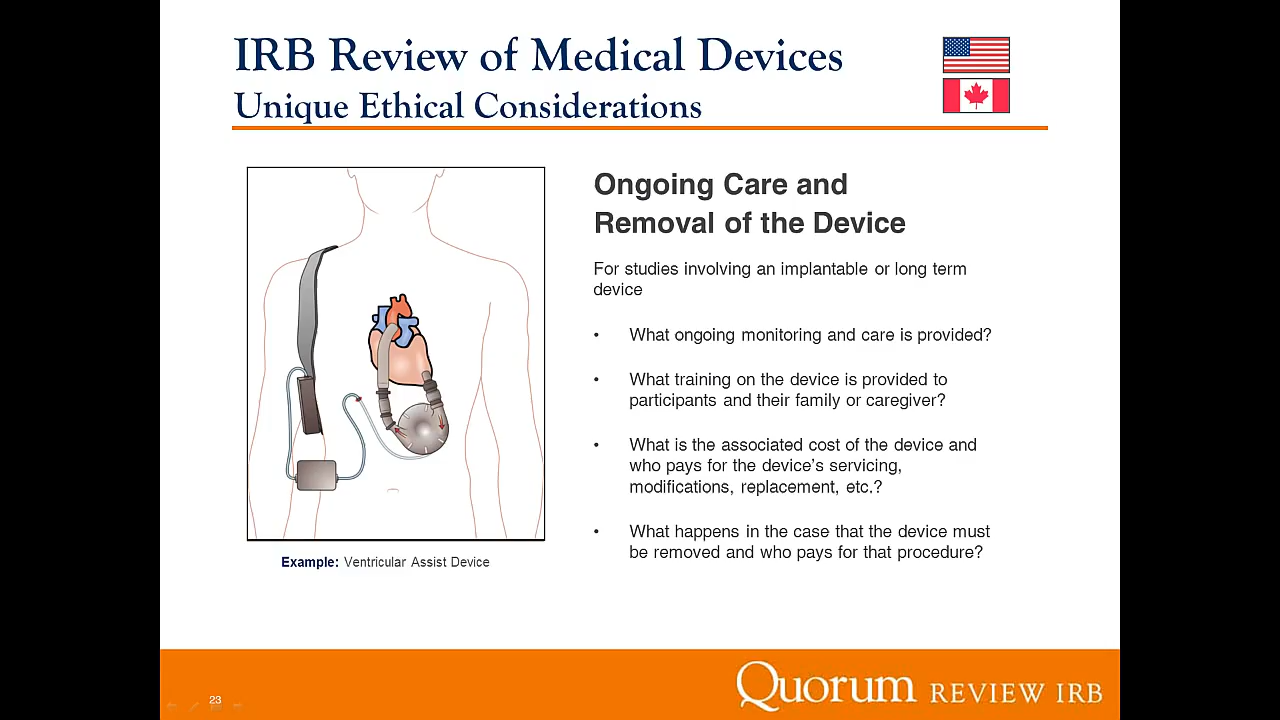 IRB Review of Medical Devices
Unique Ethical Considerations
Ongoing Care and
Removal of the Device
For studies involving an implantable or long term
device
• What ongoing monitoring and care is provided?
• What training on the device is provided to
participants and their family or caregiver?
• What is the associated cost of the device and
who pays for the device’s servicing,
modifications, replacement, etc.?
• What happens in the case that the device must
be removed and who pays for that procedure?
Example: Ventricular Assist Device
23
Quorum REVIEW IRB